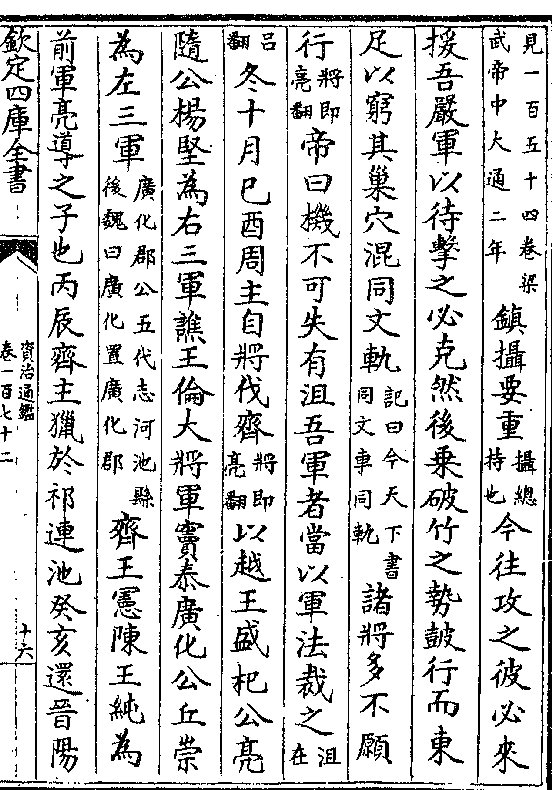 見一百五十四卷梁武帝中大通二年鎮攝要重攝總持也今往攻之彼必來
援吾嚴軍以待擊之必克然後乘破竹之勢皷行而東
足以窮其巢穴混同文軌記曰今天下書同文車同軌諸將多不願
行將即亮翻帝曰機不可失有沮吾軍者當以軍法裁之沮在
吕翻冬十月己酉周主自將伐齊將即亮翻以越王盛杞公亮
隨公楊堅為右三軍譙王倫大將軍竇泰廣化公丘崇
為左三軍廣化郡公五代志河池縣後魏曰廣化置廣化郡齊王憲陳王純為
前軍亮導之子也丙辰齊主獵於祁連池癸亥還晉陽
欽定四庫全書
資治通鑑
卷一百七十二
十六